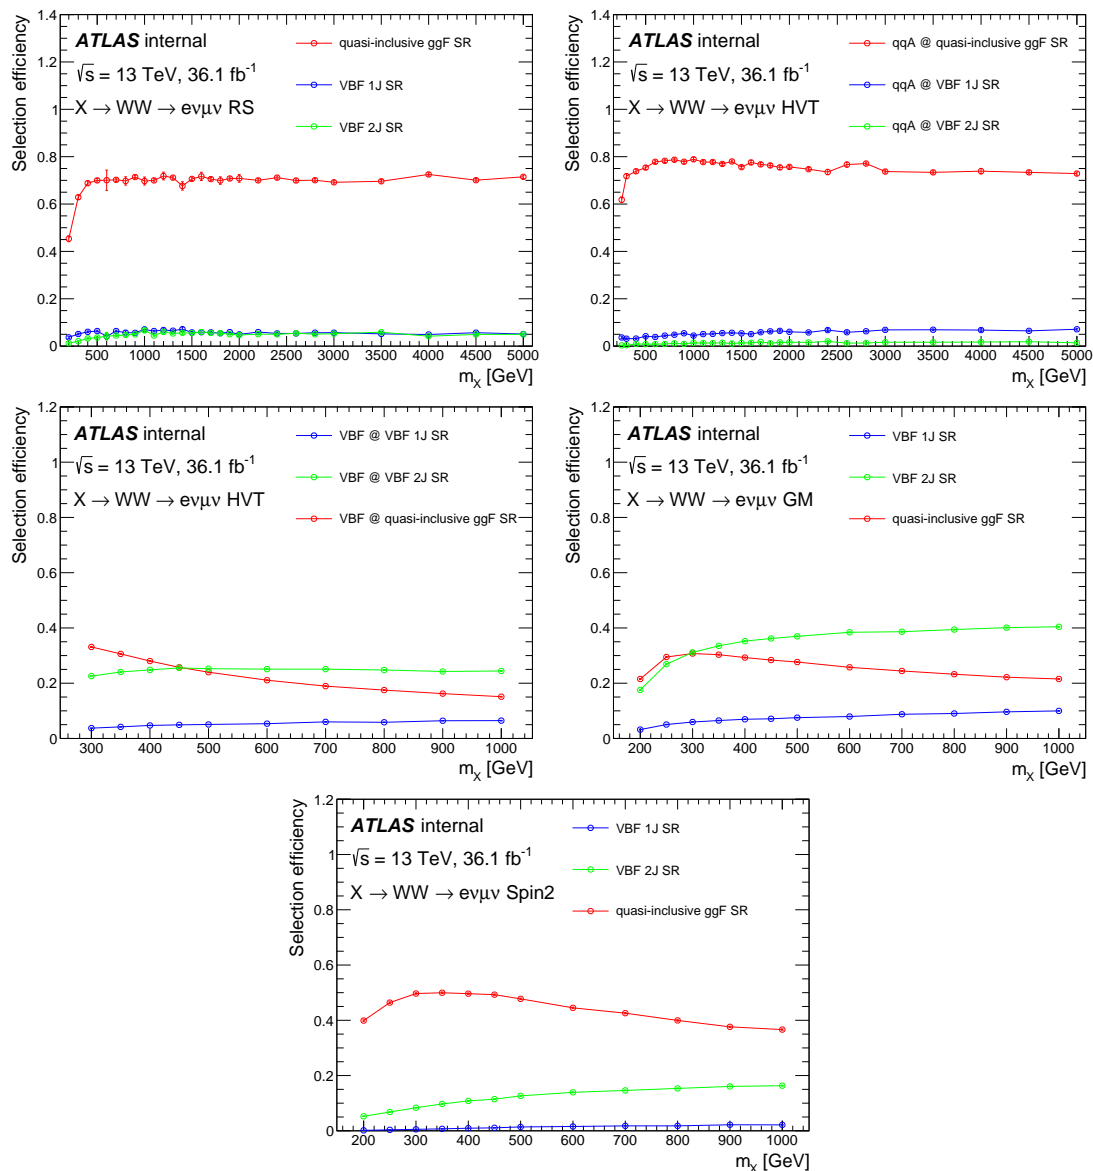 Selection efficiency
ATLAS internal
√s = 13 TeV, 36.1 fb⁻¹
X → WW → eνμν RS
quasi-inclusive ggF SR
VBF 1J SR
VBF 2J SR
1.4
1.2
1
0.8
0.6
0.4
0.2
0
500 1000 1500 2000 2500 3000 3500 4000 4500 5000
m_X [GeV]
Selection efficiency
ATLAS internal
√s = 13 TeV, 36.1 fb⁻¹
X → WW → eνμν HVT
qqA @ quasi-inclusive ggF SR
qqA @ VBF 1J SR
qqA @ VBF 2J SR
1.4
1.2
1
0.8
0.6
0.4
0.2
0
500 1000 1500 2000 2500 3000 3500 4000 4500 5000
m_X [GeV]
Selection efficiency
ATLAS internal
√s = 13 TeV, 36.1 fb⁻¹
X → WW → eνμν HVT
VBF @ VBF 1J SR
VBF @ VBF 2J SR
VBF @ quasi-inclusive ggF SR
1.2
1
0.8
0.6
0.4
0.2
0
300 400 500 600 700 800 900 1000
m_X [GeV]
Selection efficiency
ATLAS internal
√s = 13 TeV, 36.1 fb⁻¹
X → WW → eνμν GM
VBF 1J SR
VBF 2J SR
quasi-inclusive ggF SR
1.2
1
0.8
0.6
0.4
0.2
0
200 300 400 500 600 700 800 900 1000
m_X [GeV]
Selection efficiency
ATLAS internal
√s = 13 TeV, 36.1 fb⁻¹
X → WW → eνμν Spin2
VBF 1J SR
VBF 2J SR
quasi-inclusive ggF SR
1.2
1
0.8
0.6
0.4
0.2
0
200 300 400 500 600 700 800 900 1000
m_X [GeV]